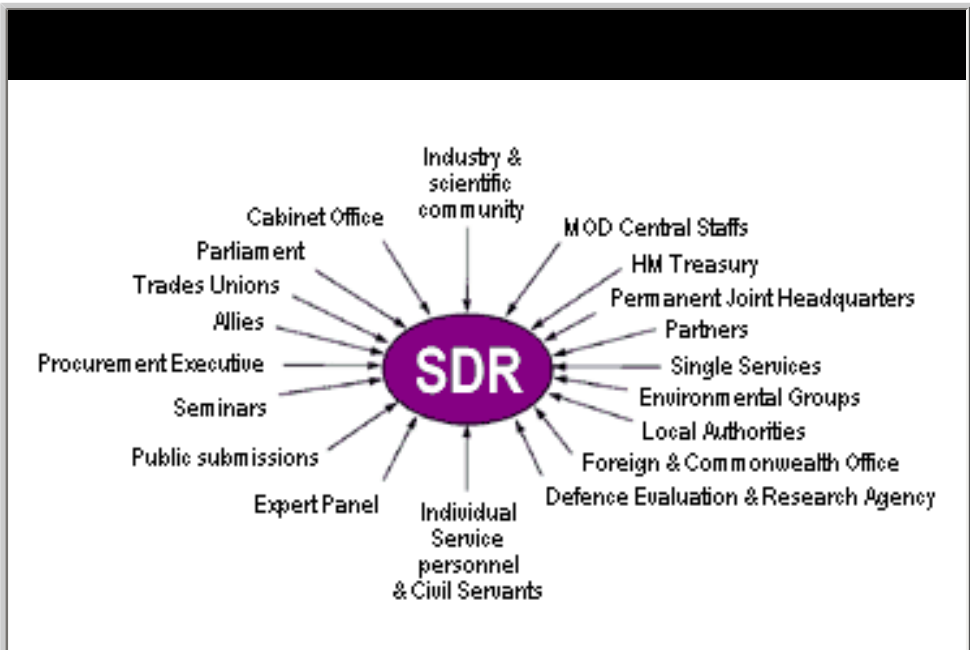 Industry &
scientific
community
Cabinet Office
MOD Central Staffs
Parliament
HM Treasury
Trades Unions
Permanent Joint Headquarters
Allies
Partners
Procurement Executive
SDR
Single Services
Seminars
Environmental Groups
Local Authorities
Public submissions
Foreign & Commonwealth Office
Expert Panel
Defence Evaluation & Research Agency
Individual
Service
personnel
& Civil Servants